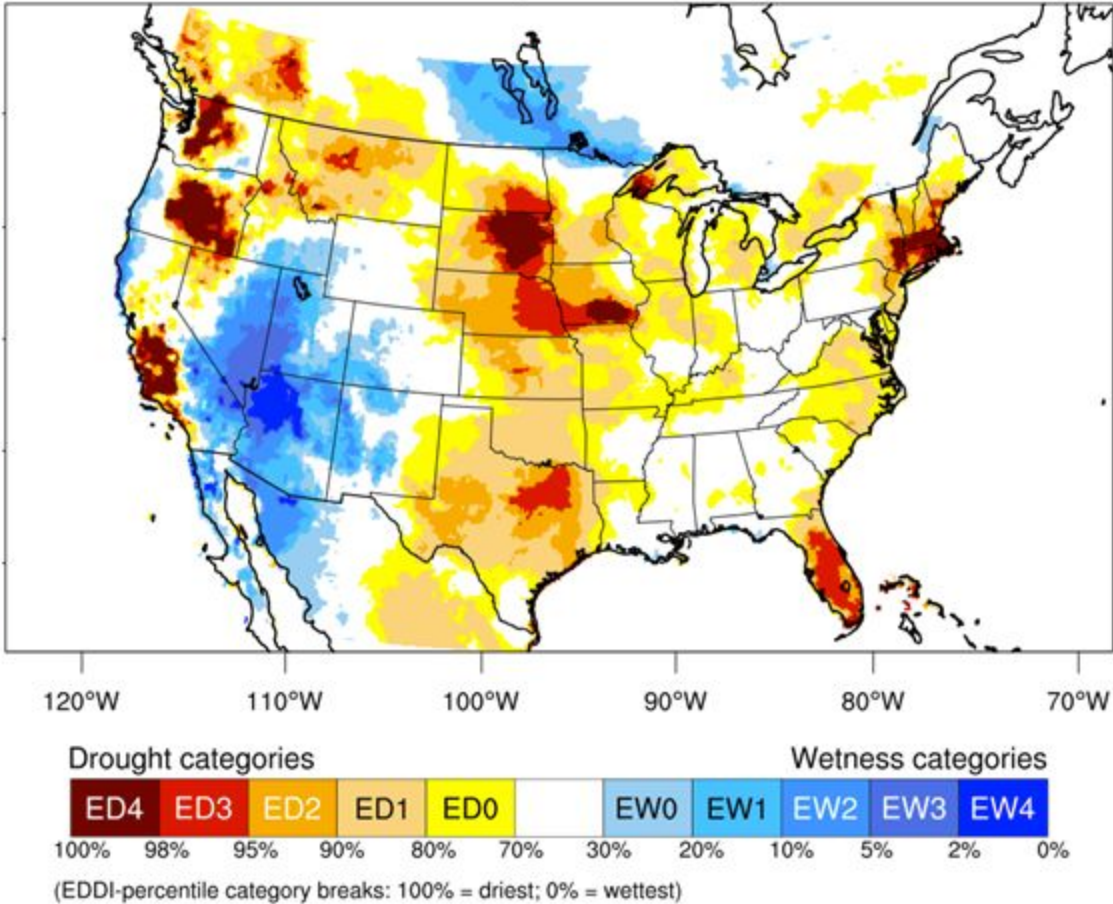 120°W 110°W 100°W 90°W 80°W 70°W
Drought categories Wetness categories
ED4 ED3 ED2 ED1 ED0 EW0 EW1 EW2 EW3 EW4
100% 98% 95% 90% 80% 70% 30% 20% 10% 5% 2% 0%
(EDDI-percentile category breaks: 100% = driest; 0% = wettest)